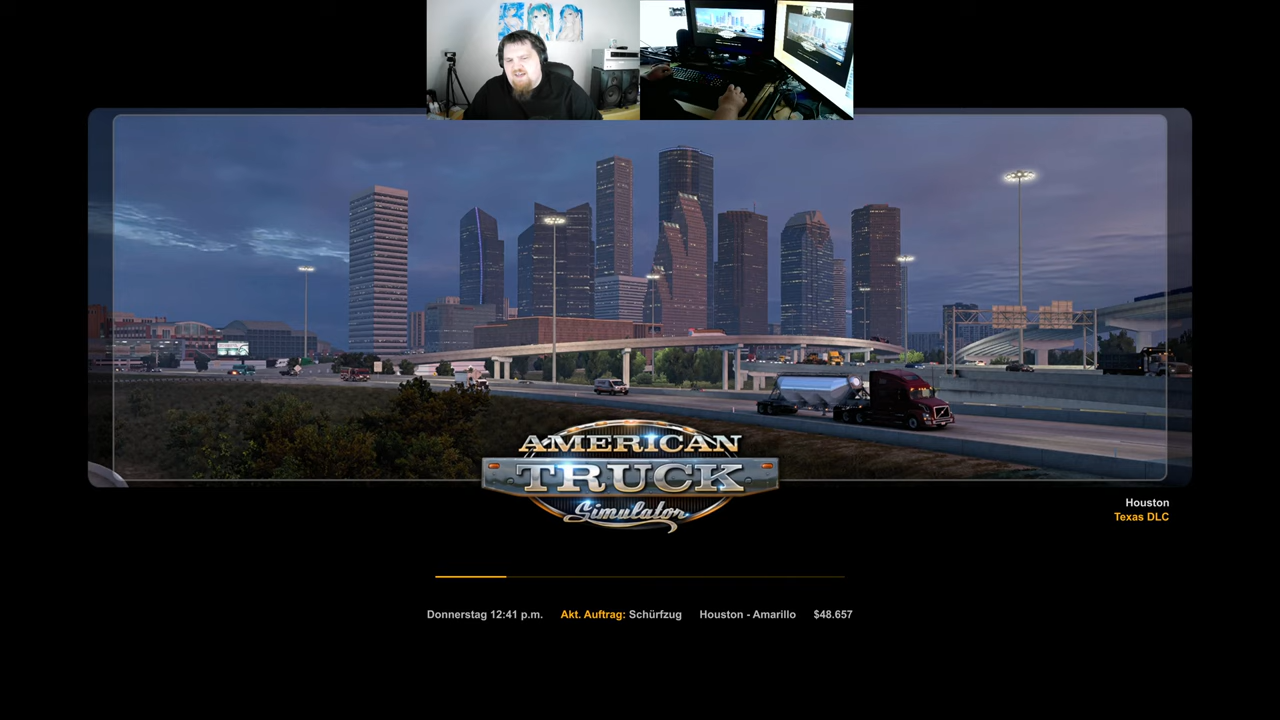 AMERICAN
TRUCK
Simulator
Houston
Texas DLC
Donnerstag 12:41 p.m. Akt. Auftrag: Schürfzug Houston - Amarillo $48.657